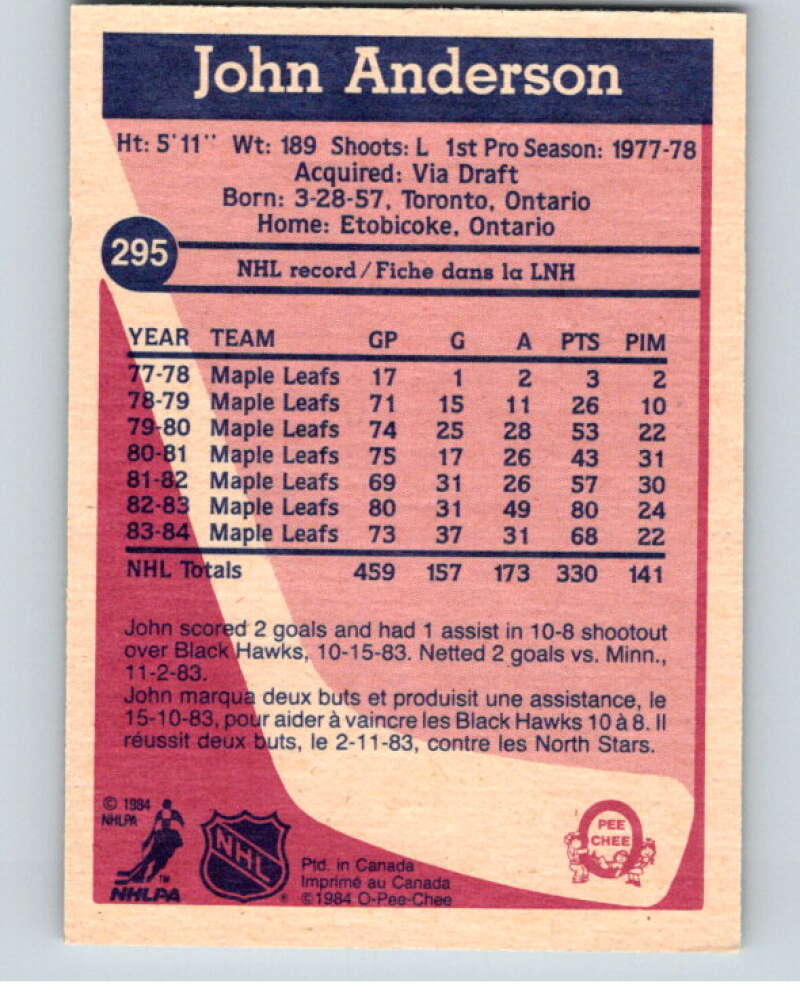 John Anderson
Ht: 5'11" Wt: 189 Shoots: L 1st Pro Season: 1977-78
Acquired: Via Draft
Born: 3-28-57, Toronto, Ontario
Home: Etobicoke, Ontario
295
NHL record / Fiche dans la LNH
YEAR TEAM GP G A PTS PIM
77-78 Maple Leafs 17 1 2 3 2
78-79 Maple Leafs 71 15 11 26 10
79-80 Maple Leafs 74 25 28 53 22
80-81 Maple Leafs 75 17 26 43 31
81-82 Maple Leafs 69 31 26 57 30
82-83 Maple Leafs 80 31 49 80 24
83-84 Maple Leafs 73 37 31 68 22
NHL Totals 459 157 173 330 141
John scored 2 goals and had 1 assist in 10-8 shootout
over Black Hawks, 10-15-83. Netted 2 goals vs. Minn.,
11-2-83.
John marqua deux buts et produisit une assistance, le
15-10-83, pour aider à vaincre les Black Hawks 10 à 8. Il
réussit deux buts, le 2-11-83, contre les North Stars.
© 1984
NHLPA
TM
NHLPA
NHL
®
Ptd. in Canada
Imprimé au Canada
© 1984 O-Pee-Chee
PEE
CHEE